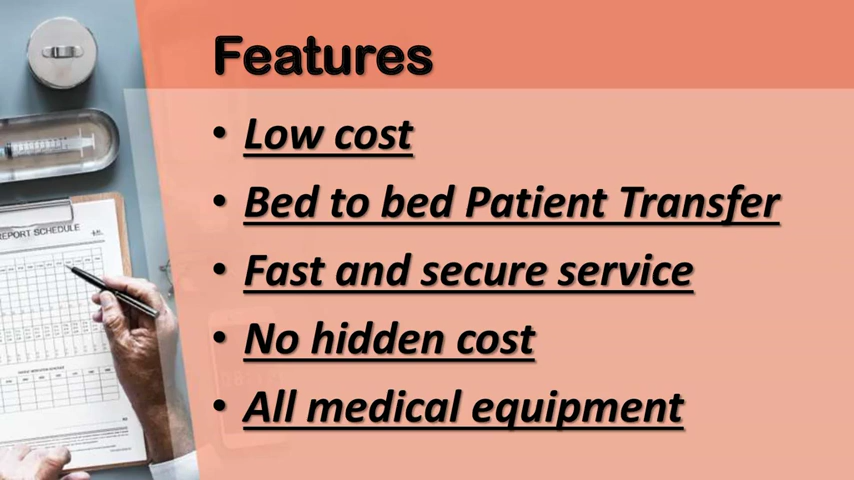 Features
• Low cost
• Bed to bed Patient Transfer
• Fast and secure service
• No hidden cost
• All medical equipment
REPORT SCHEDULE